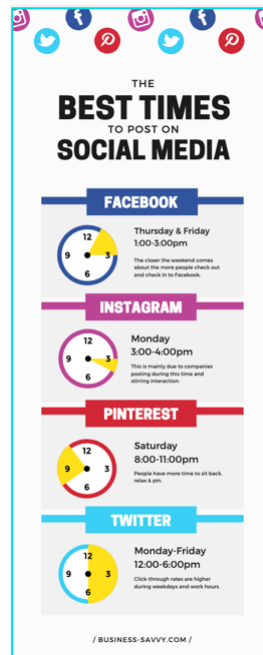 THE
BEST TIMES
TO POST ON
SOCIAL MEDIA
FACEBOOK
12
9 3
6
Thursday & Friday
1:00-3:00pm
The closer the weekend comes
about the more people check out
and check in to Facebook.
INSTAGRAM
12
9 3
6
Monday
3:00-4:00pm
This is mainly due to companies
posting during this time and
stirring interaction.
PINTEREST
12
9 3
6
Saturday
8:00-11:00pm
People have more time to sit back,
relax & pin.
TWITTER
12
9 3
6
Monday-Friday
12:00-6:00pm
Click through rates are higher
during weekdays and work hours.
/ BUSINESS-SAVVY.COM /